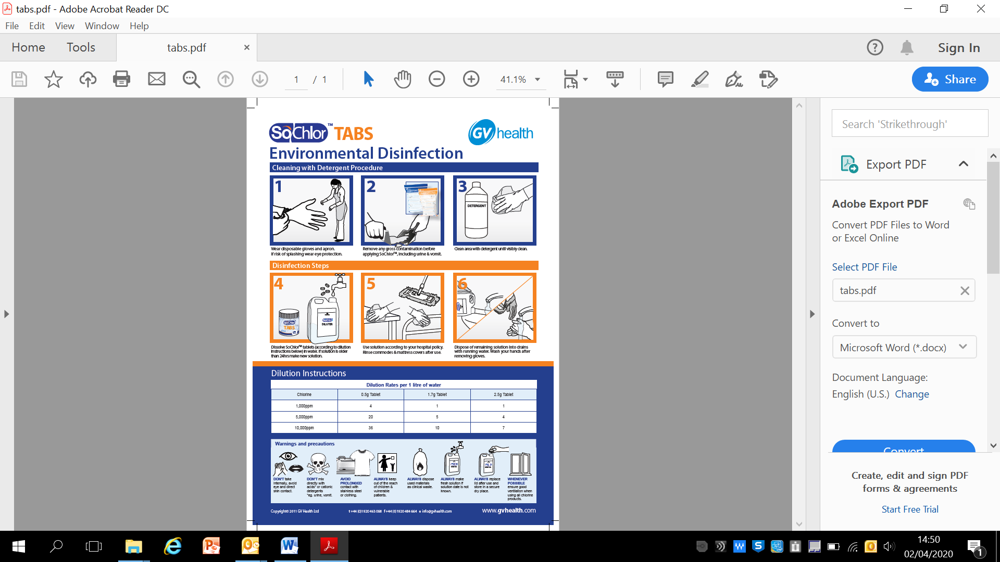 tabs.pdf - Adobe Acrobat Reader DC
File Edit View Window Help
Home Tools tabs.pdf
Sign In
1 / 1
41.1%
Share
SoChlor™ TABS
GV health
Environmental Disinfection
Cleaning with Detergent Procedure
1
2
3
DETERGENT
Wear disposable gloves and apron.
If risk of splashing wear eye protection.
Remove any gross contamination before
applying SoChlor™, including urine & vomit.
Clean area with detergent until visibly clean.
Disinfection Steps
4
5
6
SoChlor
TABS
SoChlor
DILUTER
Dissolve SoChlor™ tablets (according to dilution
instructions below) in water. If solution is older
than 24hrs make new solution.
Use solution according to your hospital policy.
Rinse commodes & mattress covers after use.
Dispose of remaining solution into drains
with running water. Wash your hands after
removing gloves.
Dilution Instructions
Dilution Rates per 1 litre of water
Chlorine 0.5g Tablet 1.7g Tablet 2.5g Tablet
1,000ppm 4 1 1
5,000ppm 20 5 4
10,000ppm 36 10 7
Warnings and precautions
DON'T take
internally, avoid
eye and direct
skin contact.
DON'T mix
directly with
acids* or cationic
detergents
*eg. urine, vomit.
AVOID
PROLONGED
contact with
stainless steel
or clothing.
ALWAYS keep
out of the reach
of children &
vulnerable
patients.
ALWAYS dispose
used materials
as clinical waste.
ALWAYS make
fresh solution if
solution date is not
known.
ALWAYS replace
lid after use and
store in a secure
dry place.
WHENEVER
POSSIBLE
ensure good
ventilation when
using all chlorine
products.
Copyright© 2011 GV Health Ltd
t +44 (0)1920 463 098 f +44 (0)1920 484 664 e info@gvhealth.com
www.gvhealth.com
Search 'Strikethrough'
Export PDF
Adobe Export PDF
Convert PDF Files to Word
or Excel Online
Select PDF File
tabs.pdf
Convert to
Microsoft Word (*.docx)
Document Language:
English (U.S.) Change
Convert
Create, edit and sign PDF
forms & agreements
Start Free Trial
14:50
02/04/2020
1